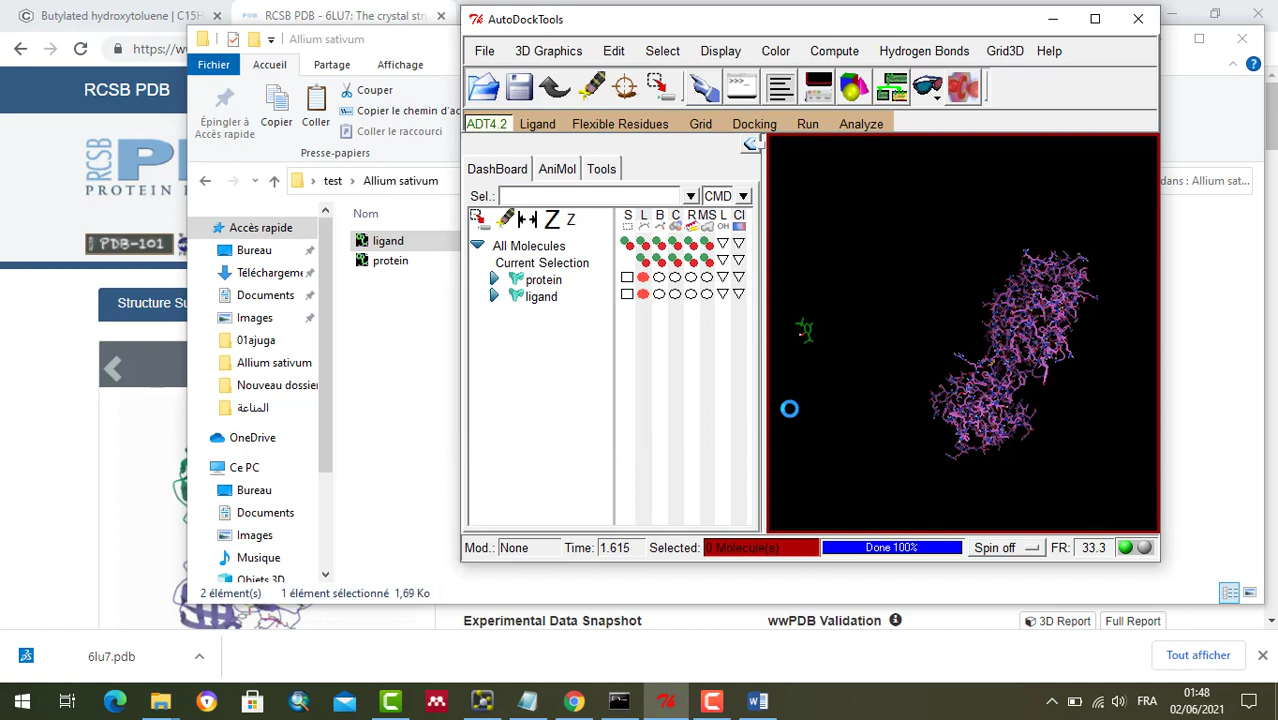 Butylated hydroxytoluene | C15H
RCSB PDB - 6LU7: The crystal str
https://w
RCSB PDB
RCSB
P
PROTEIN
PDB-101
Structure Su
Allium sativum
Fichier
Accueil
Partage
Affichage
Épingler à
Accès rapide
Copier
Coller
Couper
Copier le chemin d'ac
Coller le raccourci
Presse-papiers
test
Allium sativum
dans : Allium sat...
Accès rapide
Bureau
Téléchargeme
Documents
Images
01ajuga
Allium sativum
Nouveau dossie
المناعة
OneDrive
Ce PC
Bureau
Documents
Images
Musique
Objets 3D
Nom
ligand
protein
2 élément(s)
1 élément sélectionné 1,69 Ko
AutoDockTools
File 3D Graphics Edit Select Display Color Compute Hydrogen Bonds Grid3D Help
ADT4.2 Ligand Flexible Residues Grid Docking Run Analyze
DashBoard AniMol Tools
Sel.: CMD
Z Z
S L B C R MS L Cl
All Molecules
Current Selection
protein
ligand
Mod.: None Time: 1.615 Selected: 0 Molecule(s) Done 100% Spin off FR: 33.3
Experimental Data Snapshot
wwPDB Validation
3D Report
Full Report
6lu7.pdb
Tout afficher
FRA
01:48
02/06/2021